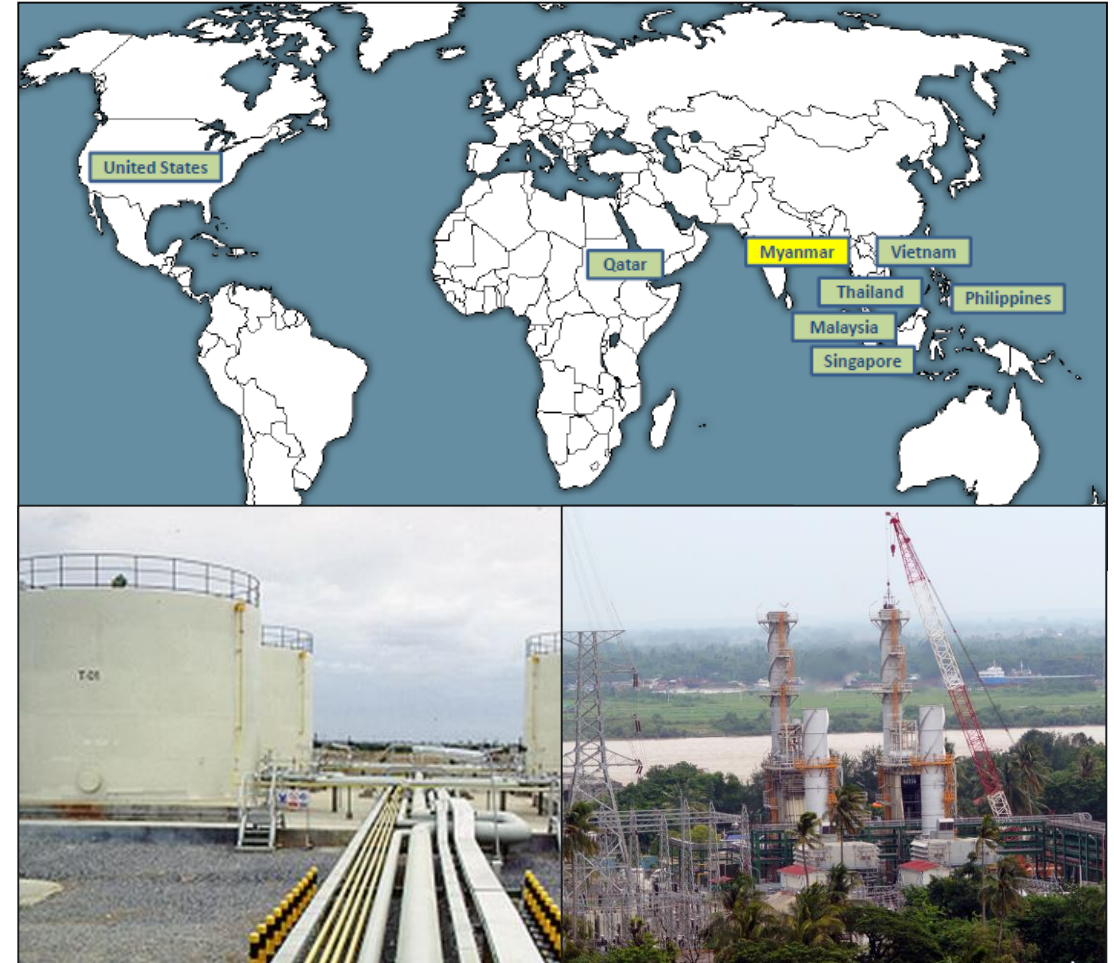 United States
Myanmar
Vietnam
Qatar
Thailand
Philippines
Malaysia
Singapore
T-01